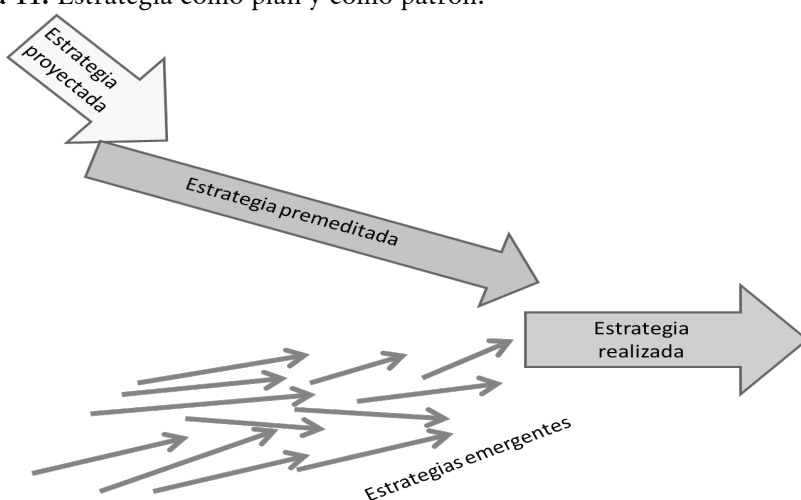 11. Estrategia como plan y como patrón.
Estrategia
proyectada
Estrategia premeditada
Estrategia
realizada
Estrategias emergentes